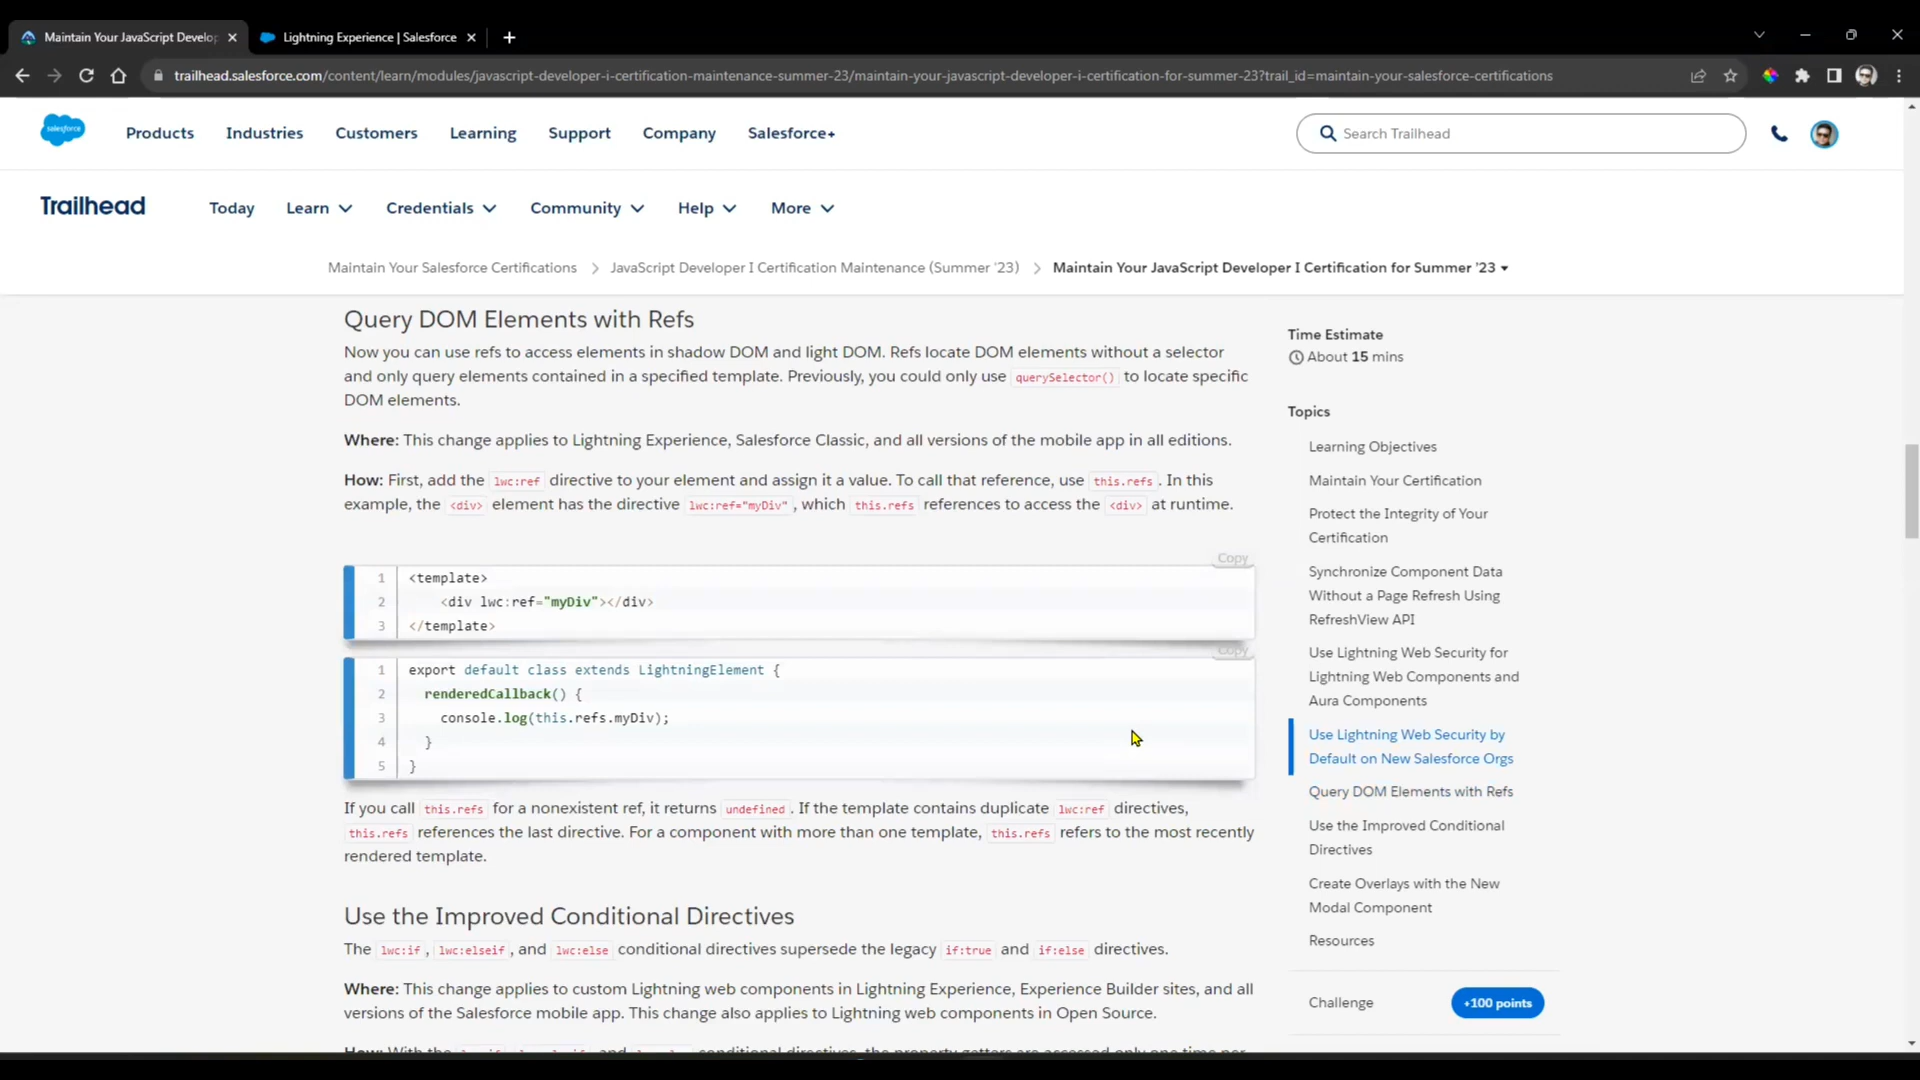 Maintain Your JavaScript Develop
Lightning Experience | Salesforce
trailhead.salesforce.com/content/learn/modules/javascript-developer-i-certification-maintenance-summer-23/maintain-your-javascript-developer-i-certification-for-summer-23?trail_id=maintain-your-salesforce-certifications
salesforce
Products
Industries
Customers
Learning
Support
Company
Salesforce+
Search Trailhead
Trailhead
Today
Learn
Credentials
Community
Help
More
Maintain Your Salesforce Certifications
JavaScript Developer I Certification Maintenance (Summer '23)
Maintain Your JavaScript Developer I Certification for Summer '23
Query DOM Elements with Refs
Now you can use refs to access elements in shadow DOM and light DOM. Refs locate DOM elements without a selector
and only query elements contained in a specified template. Previously, you could only use querySelector() to locate specific
DOM elements.
Where: This change applies to Lightning Experience, Salesforce Classic, and all versions of the mobile app in all editions.
How: First, add the lwc:ref directive to your element and assign it a value. To call that reference, use this.refs . In this
example, the <div> element has the directive lwc:ref="myDiv" , which this.refs references to access the <div> at runtime.
Copy
1 <template>
2 <div lwc:ref="myDiv"></div>
3 </template>
Copy
1 export default class extends LightningElement {
2 renderedCallback() {
3 console.log(this.refs.myDiv);
4 }
5 }
If you call this.refs for a nonexistent ref, it returns undefined . If the template contains duplicate lwc:ref directives,
this.refs references the last directive. For a component with more than one template, this.refs refers to the most recently
rendered template.
Use the Improved Conditional Directives
The lwc:if , lwc:elseif , and lwc:else conditional directives supersede the legacy if:true and if:else directives.
Where: This change applies to custom Lightning web components in Lightning Experience, Experience Builder sites, and all
versions of the Salesforce mobile app. This change also applies to Lightning web components in Open Source.
How: With the conditional directives, the property getters are accessed only one time per
Time Estimate
About 15 mins
Topics
Learning Objectives
Maintain Your Certification
Protect the Integrity of Your
Certification
Synchronize Component Data
Without a Page Refresh Using
RefreshView API
Use Lightning Web Security for
Lightning Web Components and
Aura Components
Use Lightning Web Security by
Default on New Salesforce Orgs
Query DOM Elements with Refs
Use the Improved Conditional
Directives
Create Overlays with the New
Modal Component
Resources
Challenge
+100 points